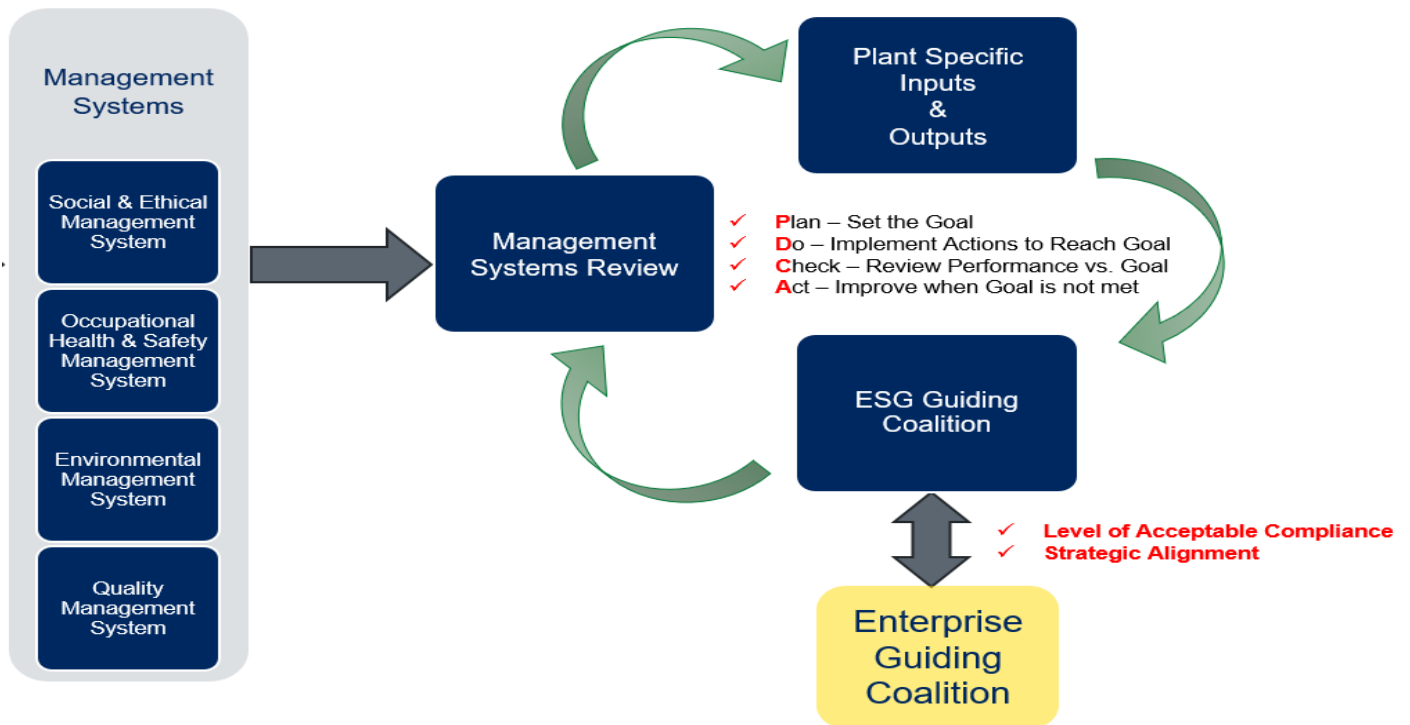 Management
Systems
Social & Ethical
Management
System
Occupational
Health & Safety
Management
System
Environmental
Management
System
Quality
Management
System
Management
Systems Review
Plant Specific
Inputs
&
Outputs
✓ Plan – Set the Goal
✓ Do – Implement Actions to Reach Goal
✓ Check – Review Performance vs. Goal
✓ Act – Improve when Goal is not met
ESG Guiding
Coalition
✓ Level of Acceptable Compliance
✓ Strategic Alignment
Enterprise
Guiding
Coalition